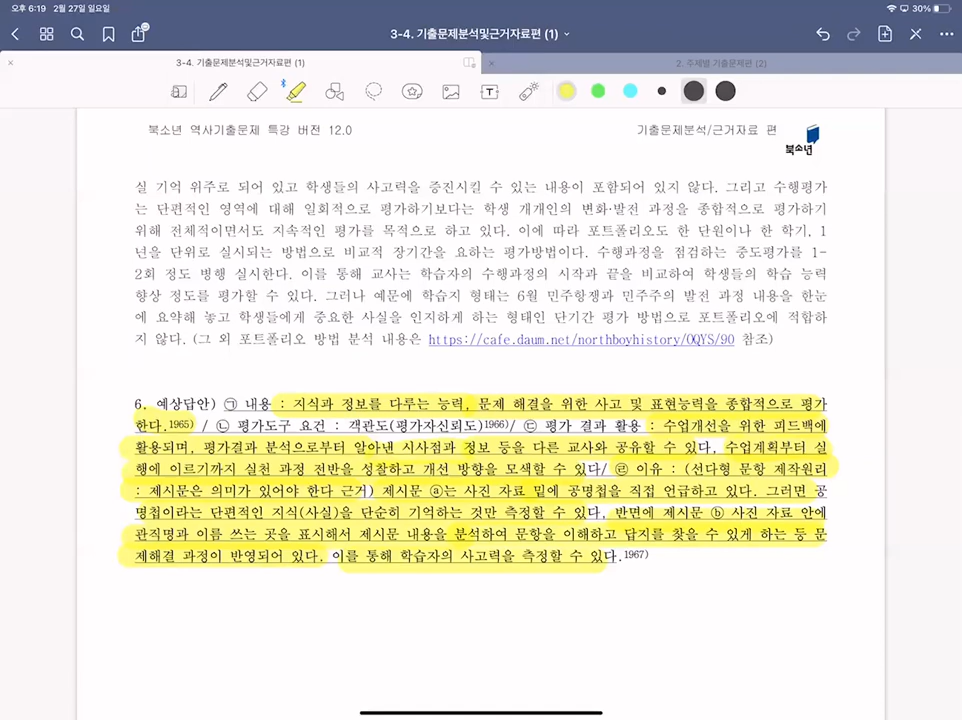 오후 6:19 2월 27일 일요일
30%
3-4. 기출문제분석및근거자료편 (1)
3-4. 기출문제분석및근거자료편 (1)
2. 주제별 기출문제편 (2)
북소년 역사기출문제 특강 버전 12.0
기출문제분석/근거자료 편
북소년
실 기억 위주로 되어 있고 학생들의 사고력을 증진시킬 수 있는 내용이 포함되어 있지 않다. 그리고 수행평가
는 단편적인 영역에 대해 일회적으로 평가하기보다는 학생 개개인의 변화·발전 과정을 종합적으로 평가하기
위해 전체적이면서도 지속적인 평가를 목적으로 하고 있다. 이에 따라 포트폴리오도 한 단원이나 한 학기, 1
년을 단위로 실시되는 방법으로 비교적 장기간을 요하는 평가방법이다. 수행과정을 점검하는 중도평가를 1-
2회 정도 병행 실시한다. 이를 통해 교사는 학습자의 수행과정의 시작과 끝을 비교하여 학생들의 학습 능력
향상 정도를 평가할 수 있다. 그러나 예문에 학습지 형태는 6월 민주항쟁과 민주주의 발전 과정 내용을 한눈
에 요약해 놓고 학생들에게 중요한 사실을 인지하게 하는 형태인 단기간 평가 방법으로 포트폴리오에 적합하
지 않다. (그 외 포트폴리오 방법 분석 내용은 https://cafe.daum.net/northboyhistory/OQYS/90 참조)
6. 예상답안) ㉠ 내용 : 지식과 정보를 다루는 능력, 문제 해결을 위한 사고 및 표현능력을 종합적으로 평가
한다.1965) / ㉡ 평가도구 요건 : 객관도(평가자신뢰도)1966)/ ㉢ 평가 결과 활용 : 수업개선을 위한 피드백에
활용되며, 평가결과 분석으로부터 알아낸 시사점과 정보 등을 다른 교사와 공유할 수 있다, 수업계획부터 실
행에 이르기까지 실천 과정 전반을 성찰하고 개선 방향을 모색할 수 있다/ ㉣ 이유 : (선다형 문항 제작원리
: 제시문은 의미가 있어야 한다 근거) 제시문 ⓐ는 사진 자료 밑에 공명첩을 직접 언급하고 있다. 그러면 공
명첩이라는 단편적인 지식(사실)을 단순히 기억하는 것만 측정할 수 있다, 반면에 제시문 ⓑ 사진 자료 안에
관직명과 이름 쓰는 곳을 표시해서 제시문 내용을 분석하여 문항을 이해하고 답지를 찾을 수 있게 하는 등 문
제해결 과정이 반영되어 있다. 이를 통해 학습자의 사고력을 측정할 수 있다.1967)